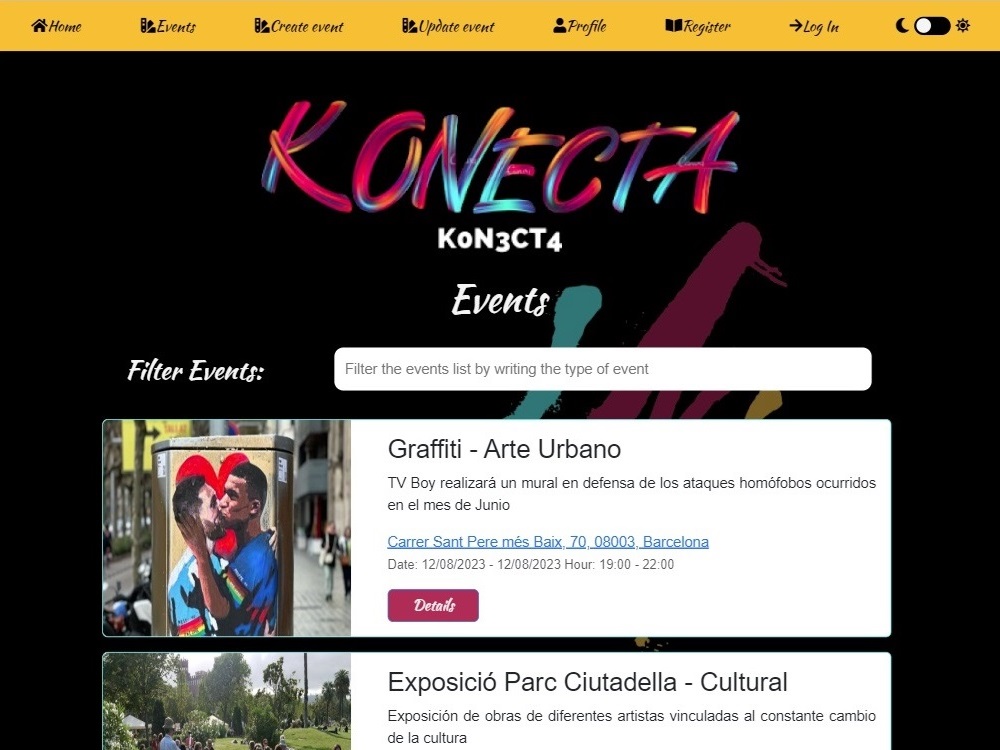 Home Events Create event Update event Profile Register Log In
KONECTA
K0N3CT4
Events
Filter Events:
Filter the events list by writing the type of event
Graffiti - Arte Urbano
TV Boy realizará un mural en defensa de los ataques homófobos ocurridos
en el mes de Junio
Carrer Sant Pere més Baix, 70, 08003, Barcelona
Date: 12/08/2023 - 12/08/2023 Hour: 19:00 - 22:00
Details
Exposició Parc Ciutadella - Cultural
Exposición de obras de diferentes artistas vinculadas al constante cambio
de la cultura